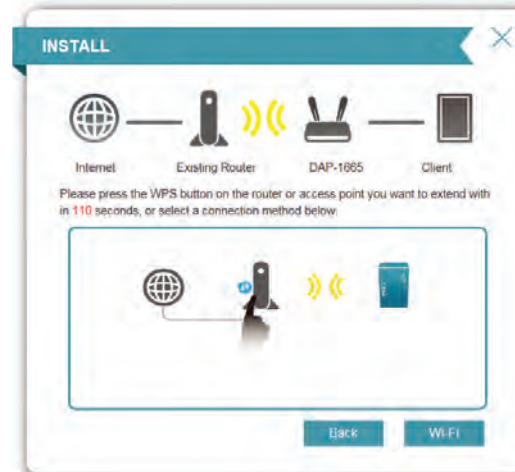 INSTALL
Internet Existing Router DAP-1665 Client
Please press the WPS button on the router or access point you want to extend with
in 110 seconds, or select a connection method below.
Back Wi-Fi